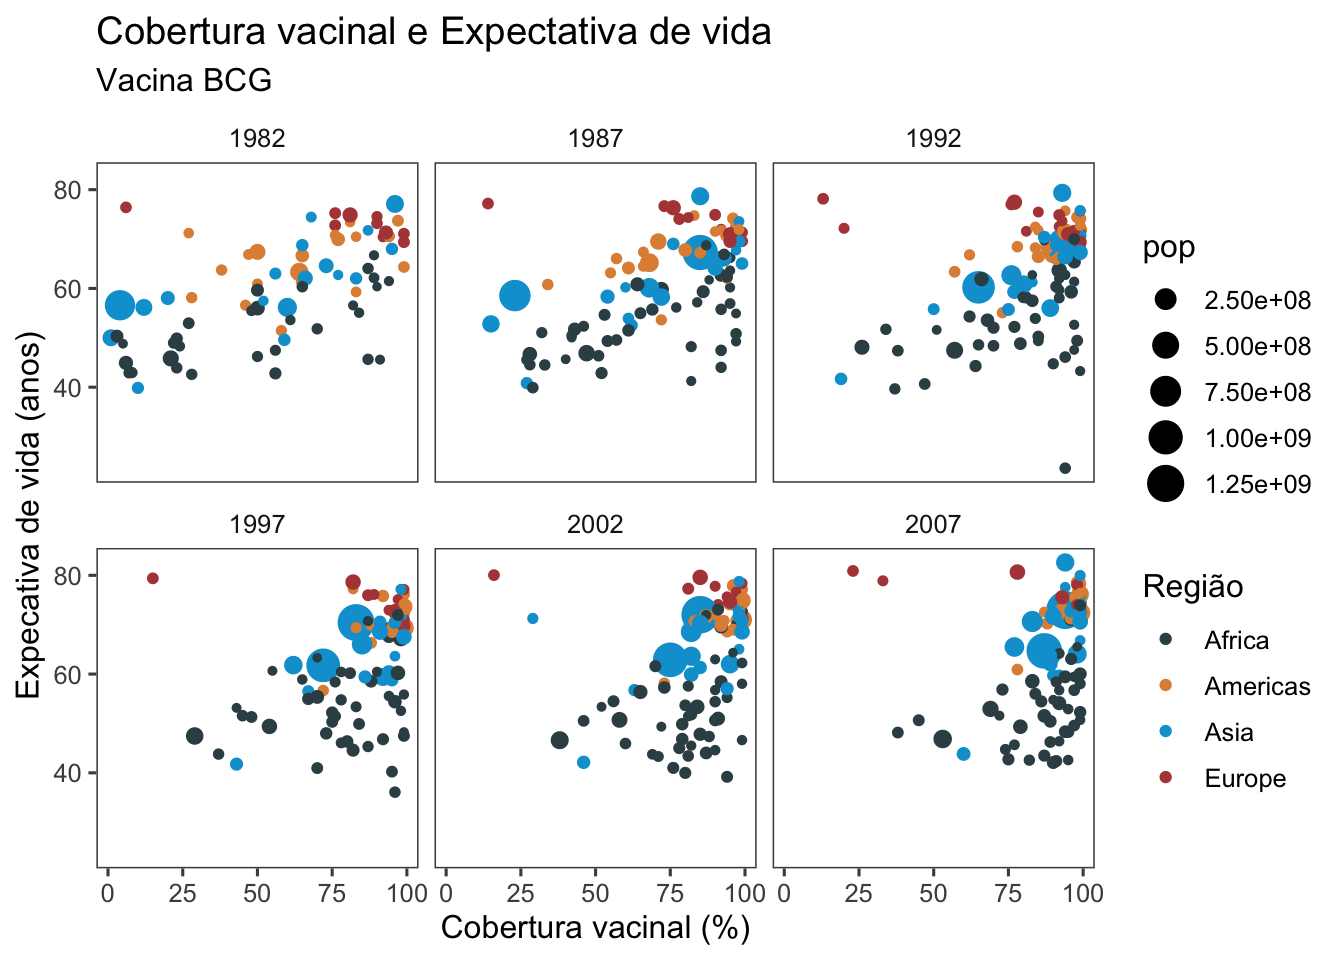 Cobertura vacinal e Expectativa de vida
Vacina BCG
1982 1987 1992
80
60
40
1997 2002 2007
80
60
40
0 25 50 75 100 0 25 50 75 100 0 25 50 75 100
Cobertura vacinal (%)
Expecativa de vida (anos)
pop
2.50e+08
5.00e+08
7.50e+08
1.00e+09
1.25e+09
Região
Africa
Americas
Asia
Europe